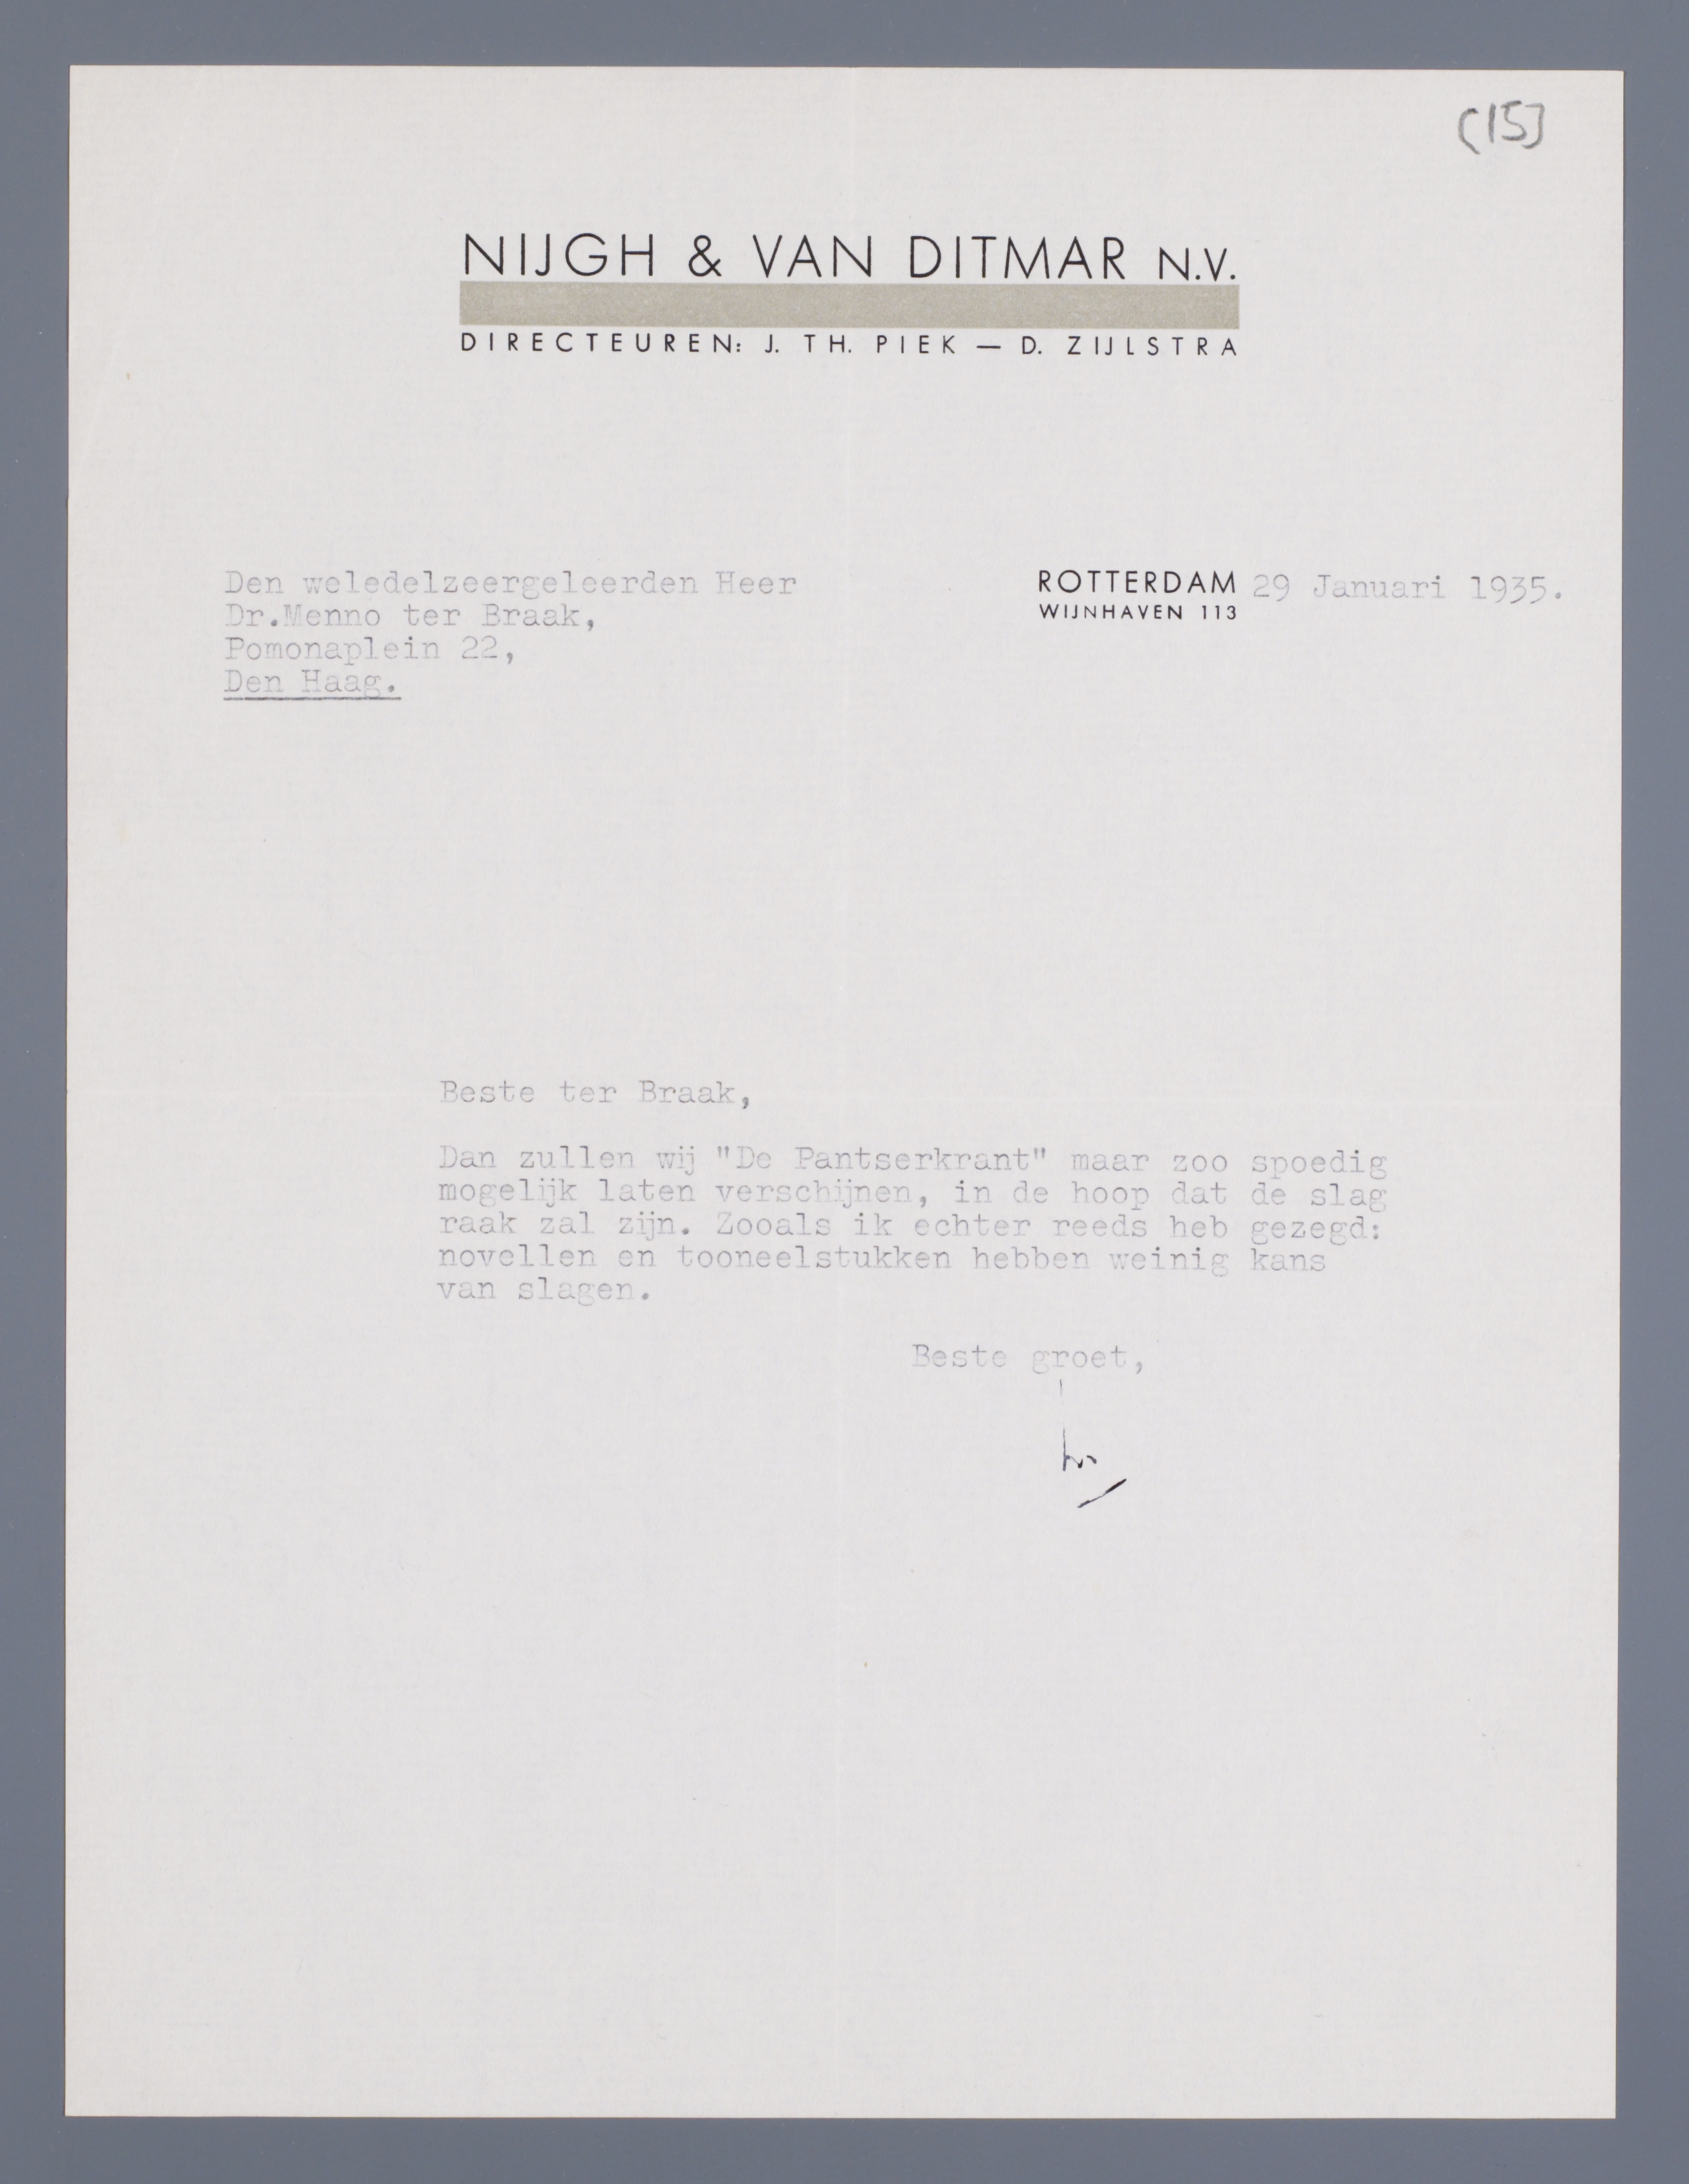 (15)
NIJGH & VAN DITMAR N.V.
DIRECTEUREN: J. TH. PIEK — D. ZIJLSTRA
Den weledelzeergeleerden Heer
Dr.Menno ter Braak,
Pomonaplein 22,
Den Haag.
ROTTERDAM 29 Januari 1935.
WIJNHAVEN 113
Beste ter Braak,
Dan zullen wij "De Pantserkrant" maar zoo spoedig
mogelijk laten verschijnen, in de hoop dat de slag
raak zal zijn. Zooals ik echter reeds heb gezegd:
novellen en tooneelstukken hebben weinig kans
van slagen.
Beste groet,